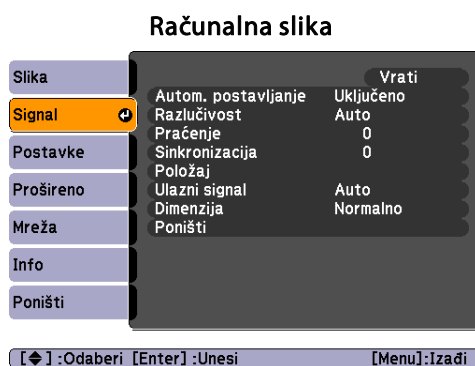 Računalna slika
Slika
Signal
Postavke
Prošireno
Mreža
Info
Poništi
Vrati
Autom. postavljanje Uključeno
Razlučivost Auto
Praćenje 0
Sinkronizacija 0
Položaj
Ulazni signal Auto
Dimenzija Normalno
Poništi
[◆] :Odaberi [Enter] :Unesi [Menu]:Izađi